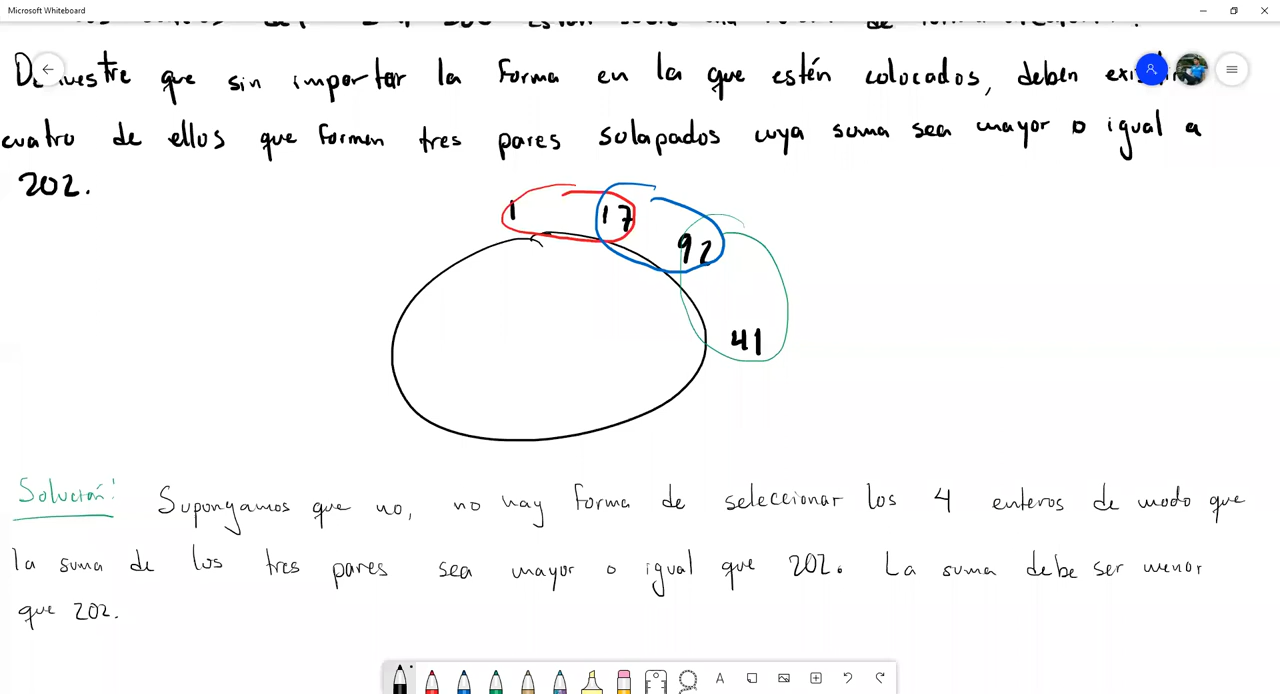 Microsoft Whiteboard
Demuestre que sin importar la forma en la que estén colocados, deben existir
cuatro de ellos que formen tres pares solapados cuya suma sea mayor o igual a
202.
1 17
92
41
Solución: Supongamos que no, no hay forma de seleccionar los 4 enteros de modo que
la suma de los tres pares sea mayor o igual que 202. La suma debe ser menor
que 202.
A